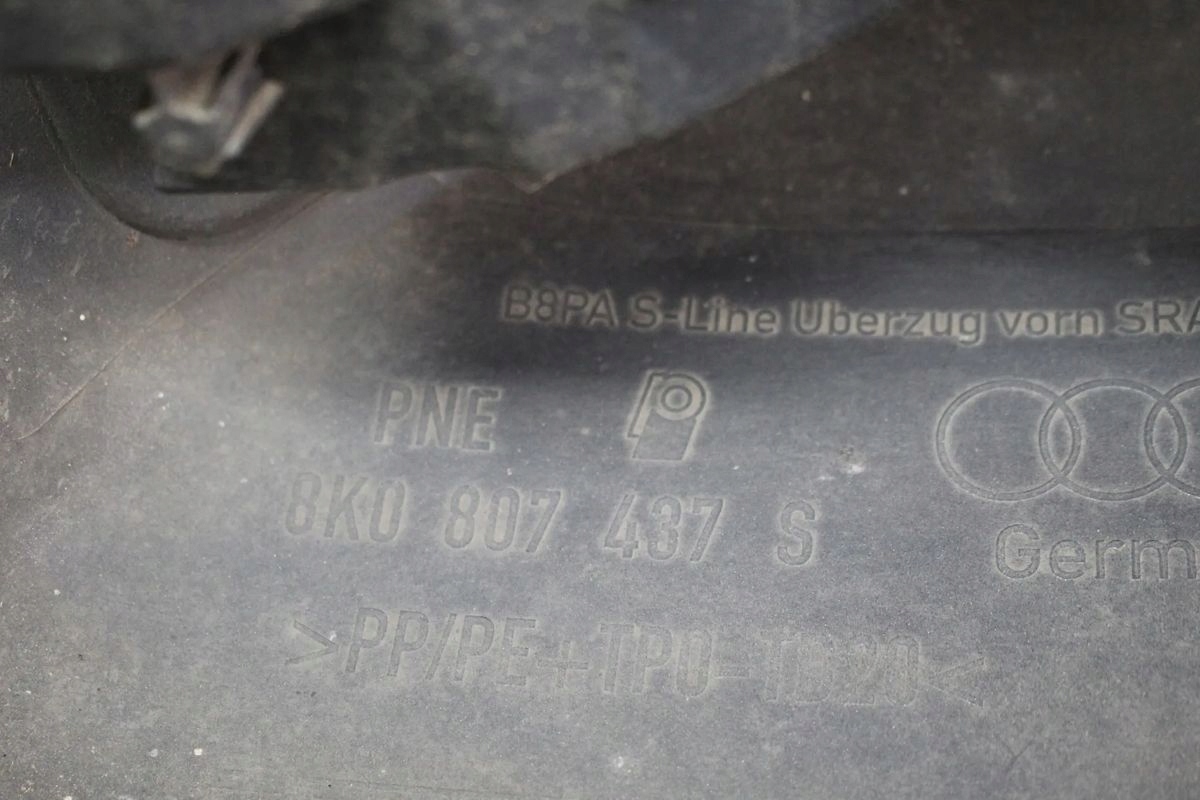 B8PA S-Line Uberzug vorn SRA
PNE
8K0 807 437 S
Germ
>PP/PE+TPO-TD20<